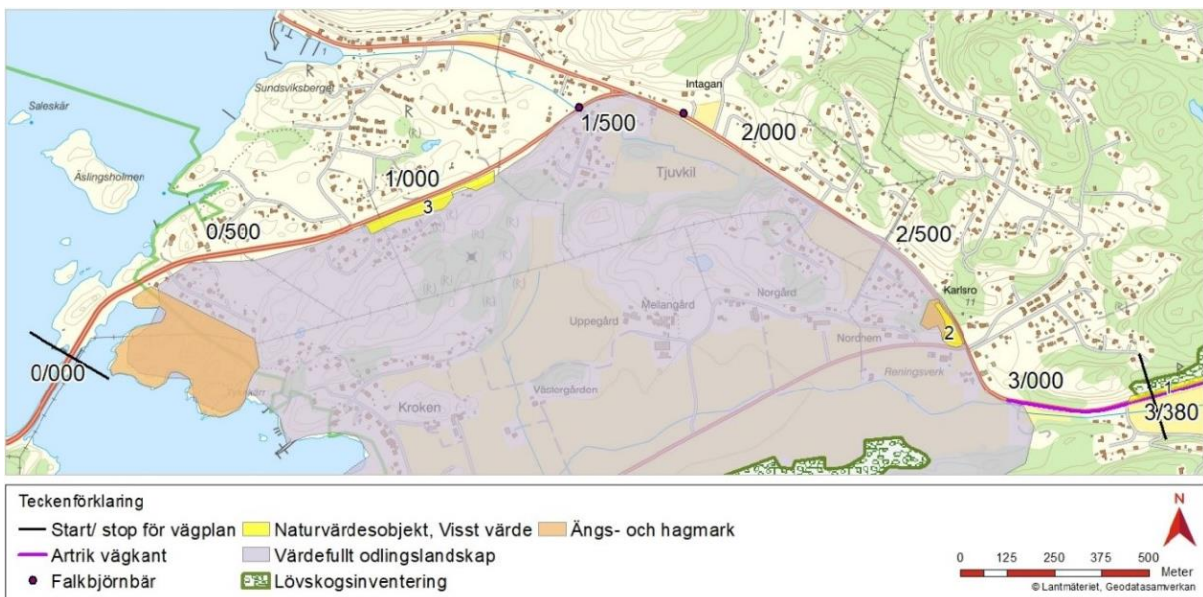 Saleskär
Äslingsholmen
Sundsviksberget
R
R
(R)
Intagan
1/500
2/000
Tjuvkil
1/000
3
0/500
(R)
(R)
(R)
(R)
(R)
(R)
2/500
Karlsro
11
Mellangård
Norgård
Uppegård
Nordhem
2
0/000
Västergården
Reningsverk
Kroken
3/000
1
3/380
Teckenförklaring
Start/ stop för vägplan
Naturvärdesobjekt, Visst värde
Ängs- och hagmark
Artrik vägkant
Värdefullt odlingslandskap
Falkbjörnbär
Lövskogsinventering
N
0 125 250 375 500
Meter
© Lantmäteriet, Geodatasamverkan